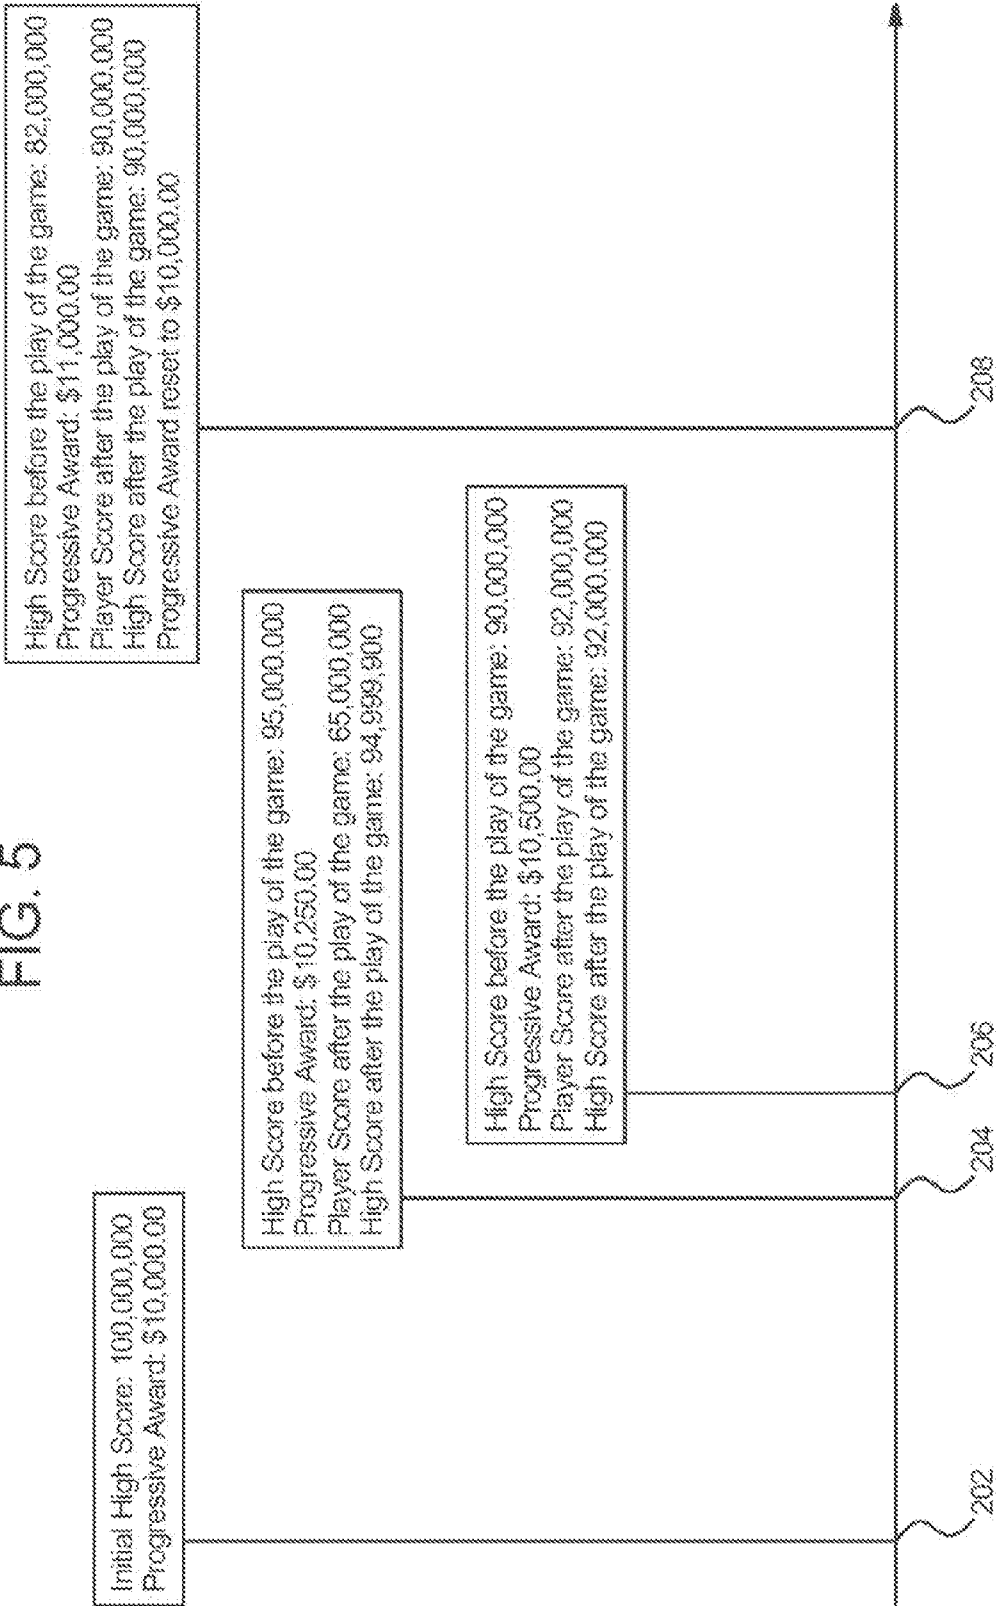 FIG. 5
Initial High Score: 100,000,000
Progressive Award: $10,000.00
High Score before the play of the game: 95,000,000
Progressive Award: $10,250.00
Player Score after the play of the game: 65,000,000
High Score after the play of the game: 94,999,900
High Score before the play of the game: 90,000,000
Progressive Award: $10,500.00
Player Score after the play of the game: 92,000,000
High Score after the play of the game: 92,000,000
High Score before the play of the game: 82,000,000
Progressive Award: $11,000.00
Player Score after the play of the game: 90,000,000
High Score after the play of the game: 90,000,000
Progressive Award reset to $10,000.00
202
204
206
208